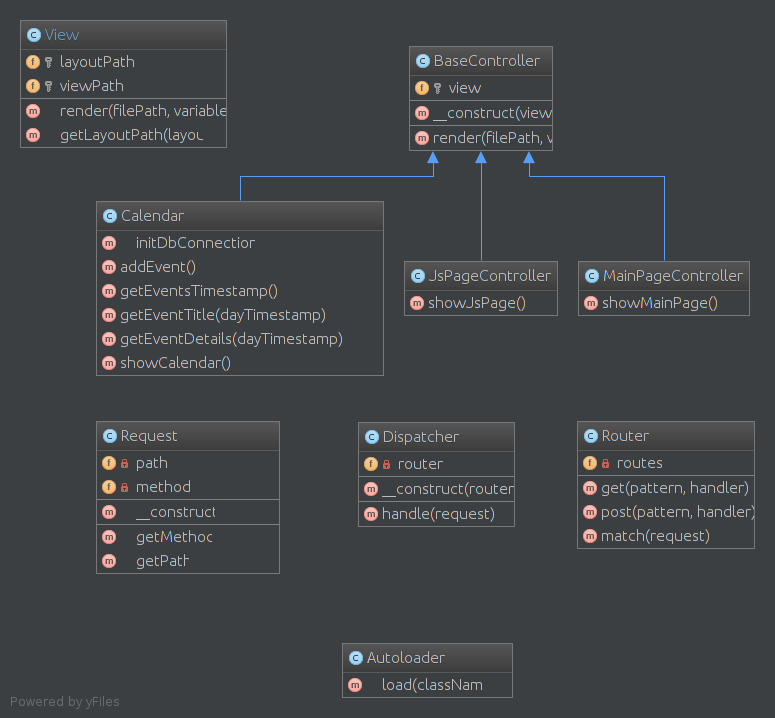 View
layoutPath
viewPath
render(filePath, variable
getLayoutPath(layou
BaseController
view
__construct(view
render(filePath, v
Calendar
initDbConnection
addEvent()
getEventsTimestamp()
getEventTitle(dayTimestamp)
getEventDetails(dayTimestamp)
showCalendar()
JsPageController
showJsPage()
MainPageController
showMainPage()
Request
path
method
__construct
getMethod
getPath
Dispatcher
router
__construct(router
handle(request)
Router
routes
get(pattern, handler)
post(pattern, handler)
match(request)
Autoloader
load(classNam
Powered by yFiles